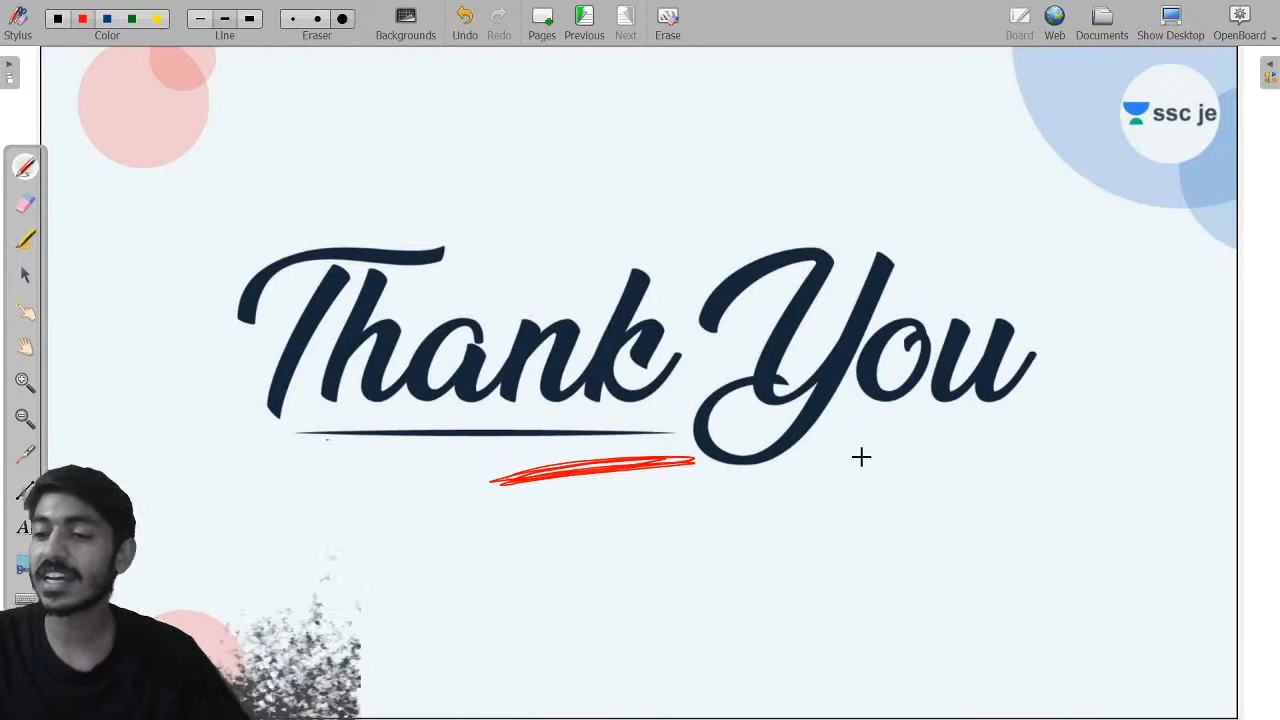 Stylus
Color
Line
Eraser
Backgrounds
Undo
Redo
Pages
Previous
Next
Erase
Board
Web
Documents
Show Desktop
OpenBoard
ssc je
Thank You